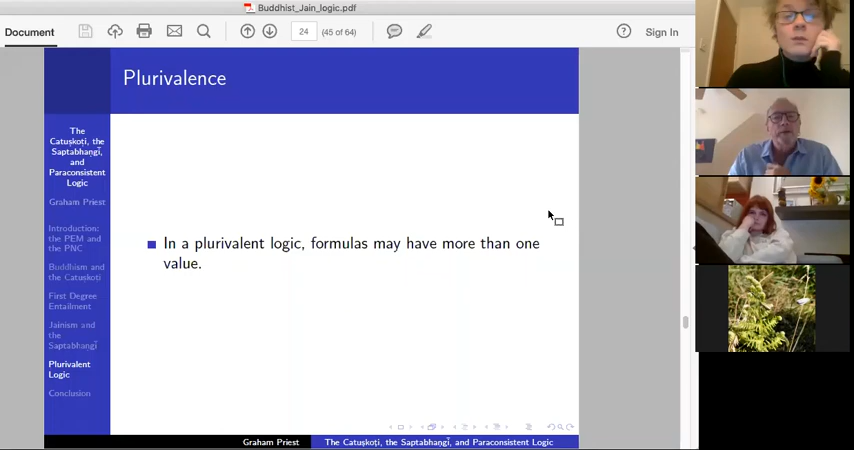 Buddhist_Jain_logic.pdf
Document
24
(45 of 64)
Sign In
Plurivalence
The
Catuṣkoṭi, the
Saptabhaṅgī,
and
Paraconsistent
Logic
Graham Priest
Introduction:
the PEM and
the PNC
Buddhism and
the Catuskoti
First Degree
Entailment
Jainism and
the
Saptabhaṅgī
Plurivalent
Logic
Conclusion
In a plurivalent logic, formulas may have more than one
value.
Graham Priest
The Catuṣkoṭi, the Saptabhaṅgī, and Paraconsistent Logic